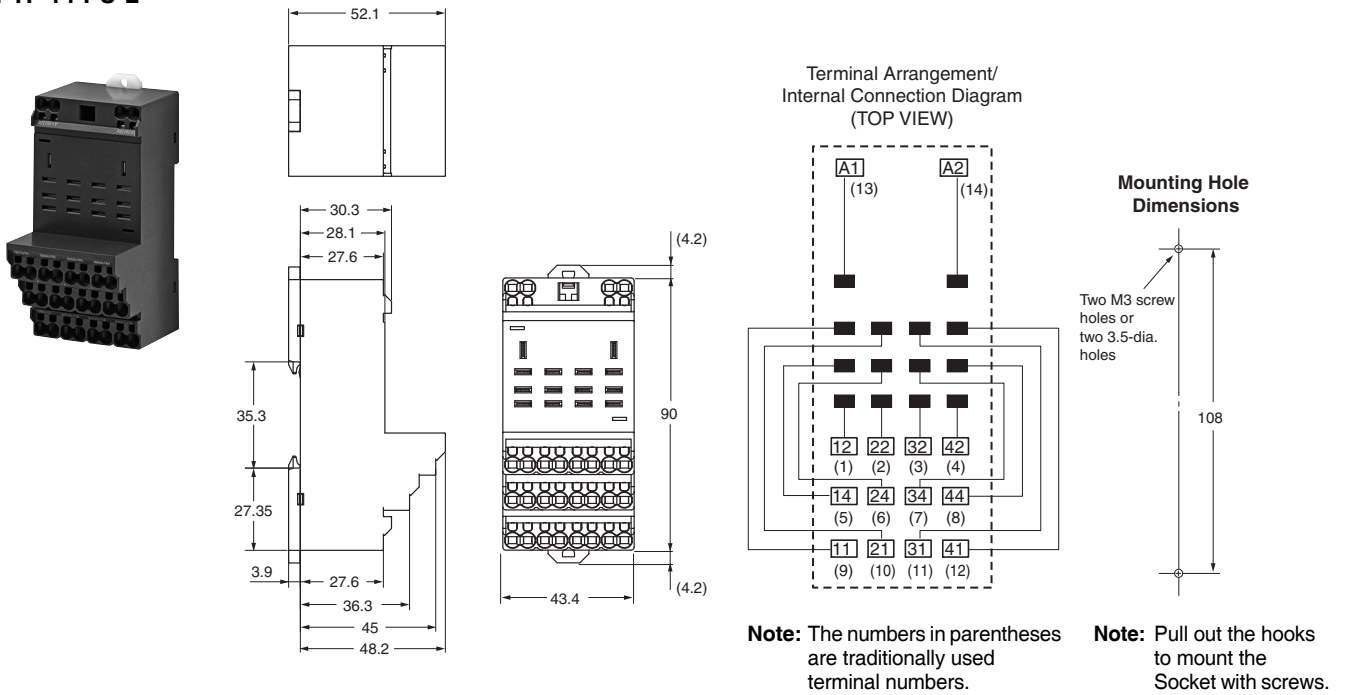 52.1
30.3
28.1
27.6
35.3
27.35
3.9
27.6
36.3
45
48.2
(4.2)
90
43.4
(4.2)
Terminal Arrangement/
Internal Connection Diagram
(TOP VIEW)
A1 A2
(13) (14)
12 22 32 42
(1) (2) (3) (4)
14 24 34 44
(5) (6) (7) (8)
11 21 31 41
(9) (10) (11) (12)
Note: The numbers in parentheses
are traditionally used
terminal numbers.
Mounting Hole
Dimensions
Two M3 screw
holes or
two 3.5-dia.
holes
108
Note: Pull out the hooks
to mount the
Socket with screws.